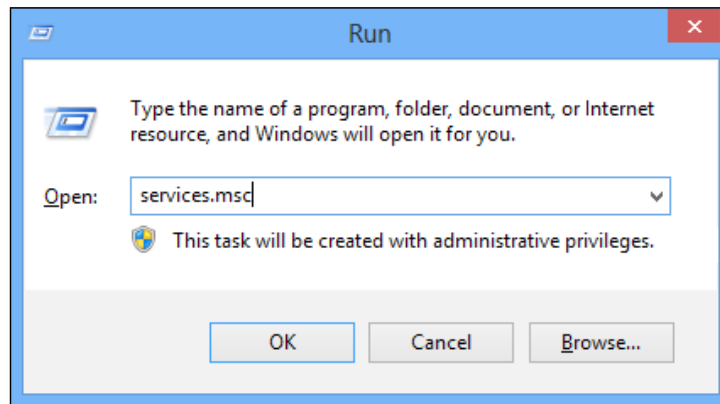 Run
Type the name of a program, folder, document, or Internet
resource, and Windows will open it for you.
Open: services.msc
This task will be created with administrative privileges.
OK Cancel Browse...